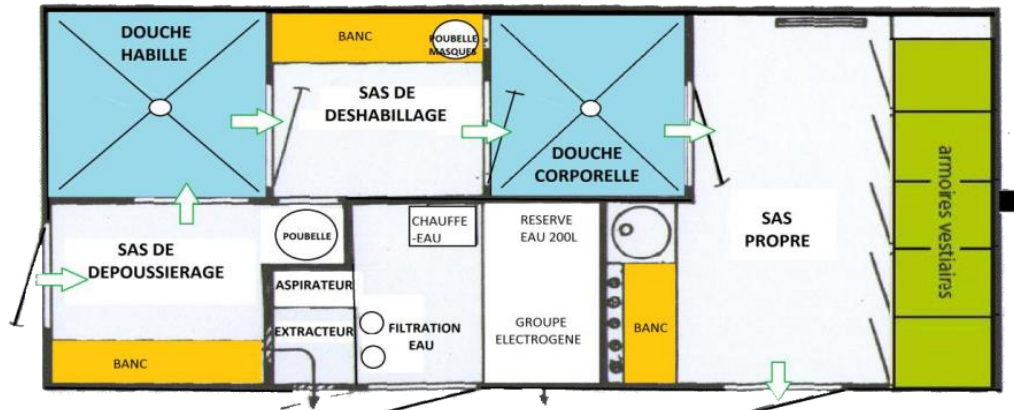 DOUCHE
HABILLE
BANC
POUBELLE
MASQUES
SAS DE
DESHABILLAGE
DOUCHE
CORPORELLE
SAS
PROPRE
armoires vestiaires
SAS DE
DEPOUSSIERAGE
POUBELLE
CHAUFFE
-EAU
RESERVE
EAU 200L
ASPIRATEUR
EXTRACTEUR
FILTRATION
EAU
GROUPE
ELECTROGENE
BANC
BANC